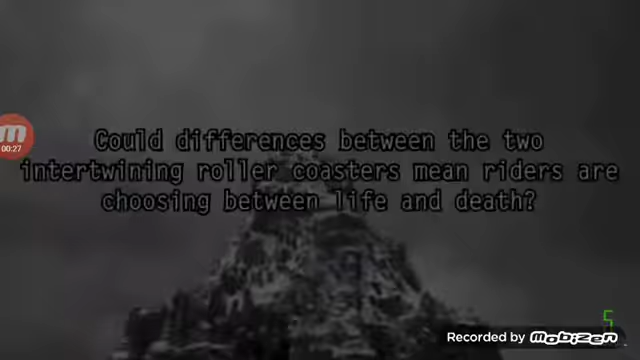 Could differences between the two
intertwining roller coasters mean riders are
choosing between life and death?
00:27
5
Recorded by mobizen